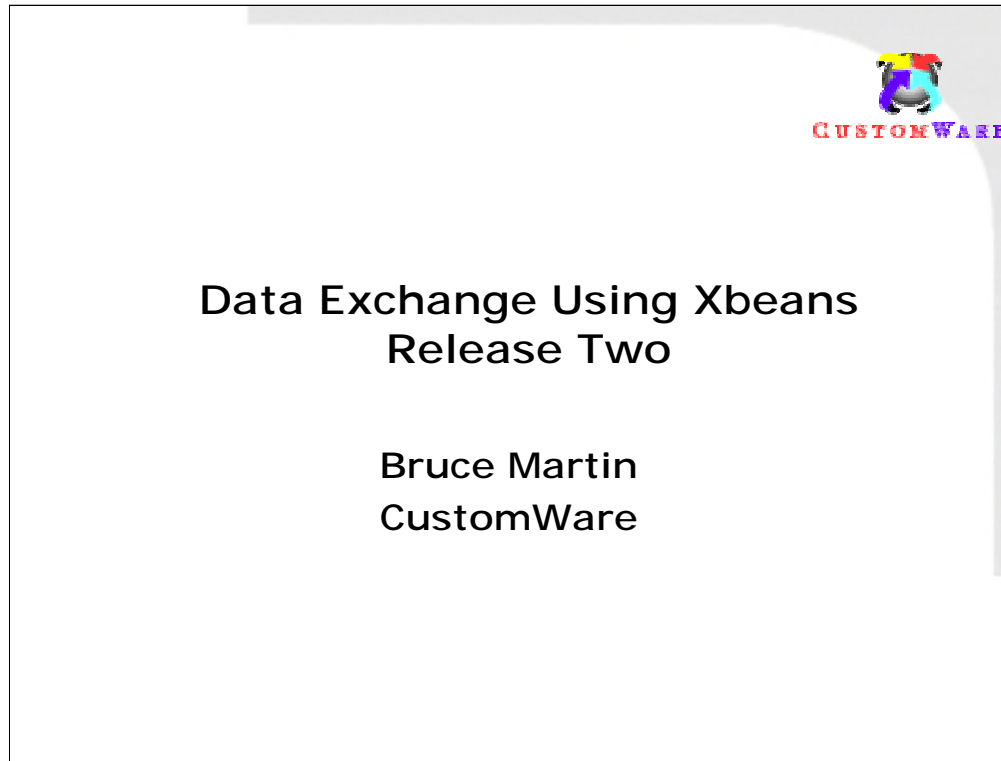 CUSTOMWARE
Data Exchange Using Xbeans
Release Two
Bruce Martin
CustomWare